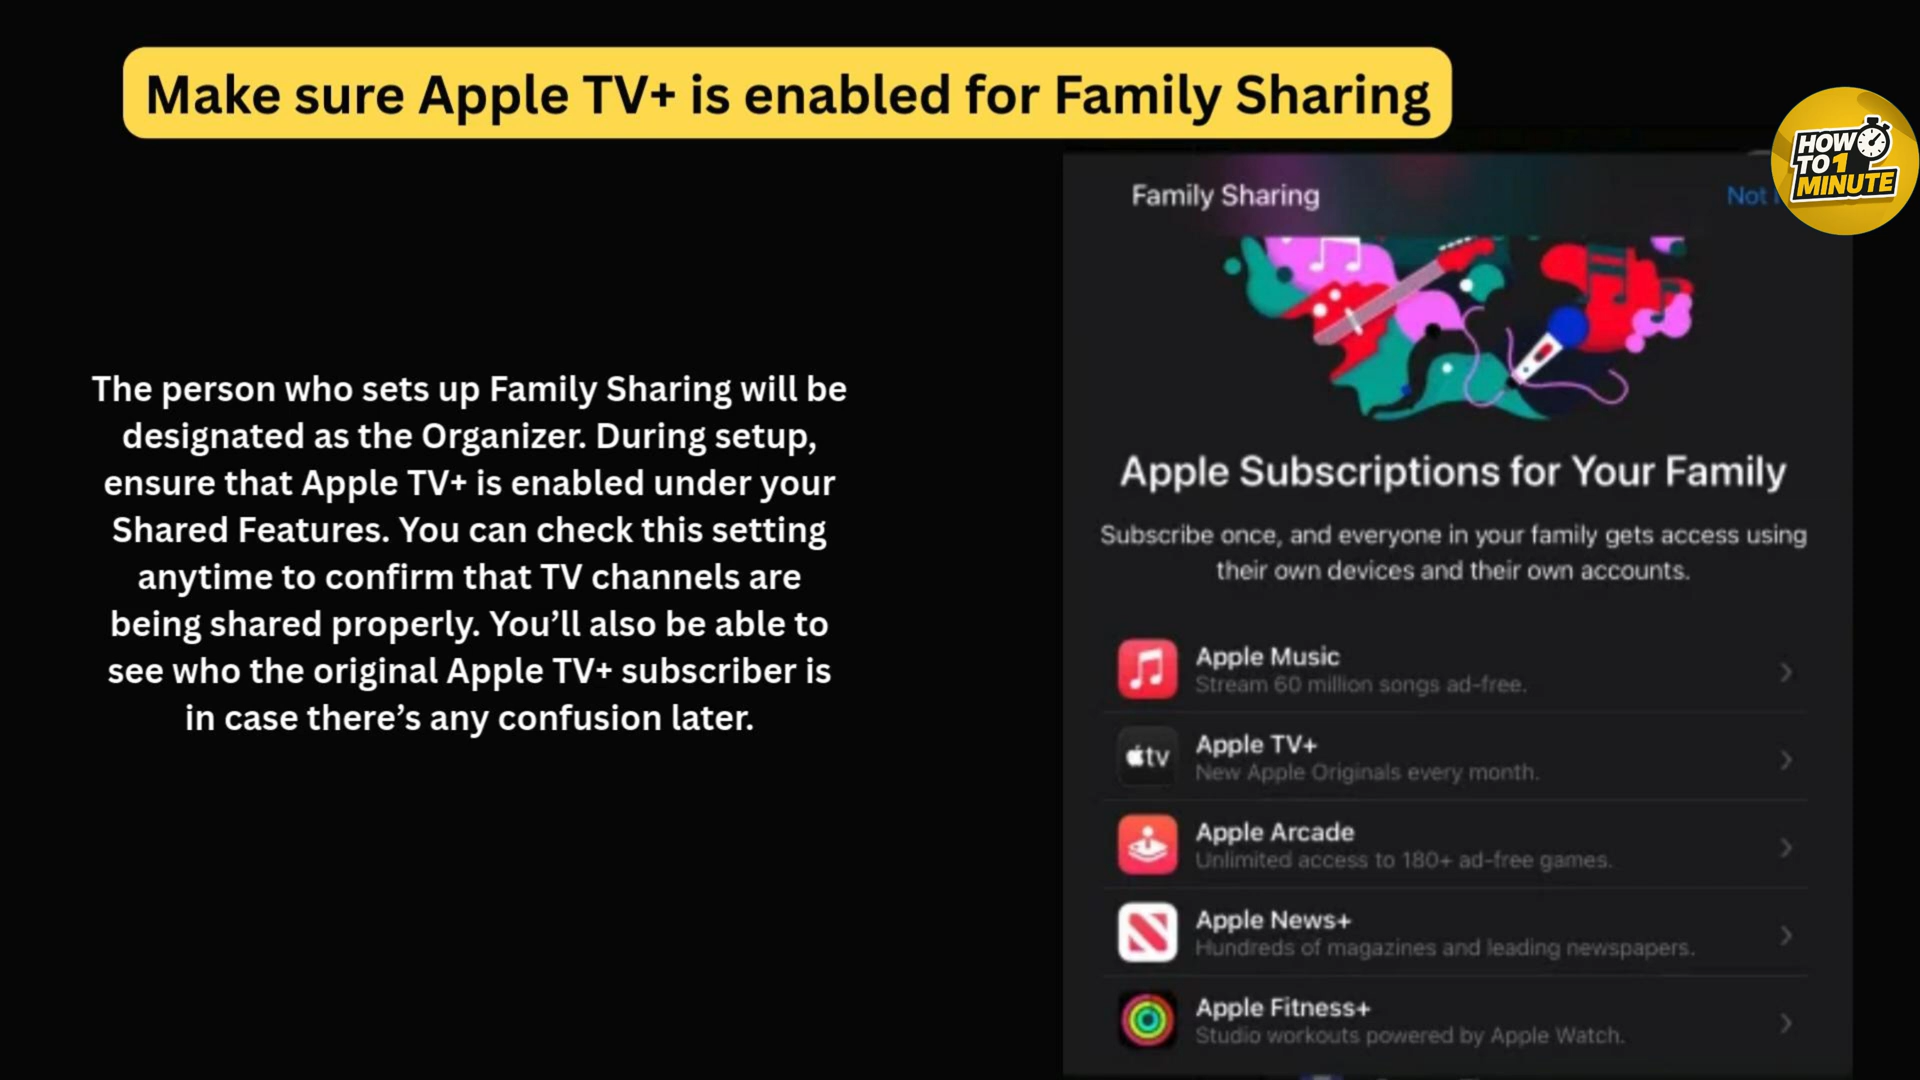 Make sure Apple TV+ is enabled for Family Sharing
HOW
TO 1
MINUTE
Family Sharing
Not
The person who sets up Family Sharing will be
designated as the Organizer. During setup,
ensure that Apple TV+ is enabled under your
Shared Features. You can check this setting
anytime to confirm that TV channels are
being shared properly. You’ll also be able to
see who the original Apple TV+ subscriber is
in case there’s any confusion later.
Apple Subscriptions for Your Family
Subscribe once, and everyone in your family gets access using
their own devices and their own accounts.
Apple Music
Stream 60 million songs ad-free.
tv
Apple TV+
New Apple Originals every month.
Apple Arcade
Unlimited access to 180+ ad-free games.
Apple News+
Hundreds of magazines and leading newspapers.
Apple Fitness+
Studio workouts powered by Apple Watch.